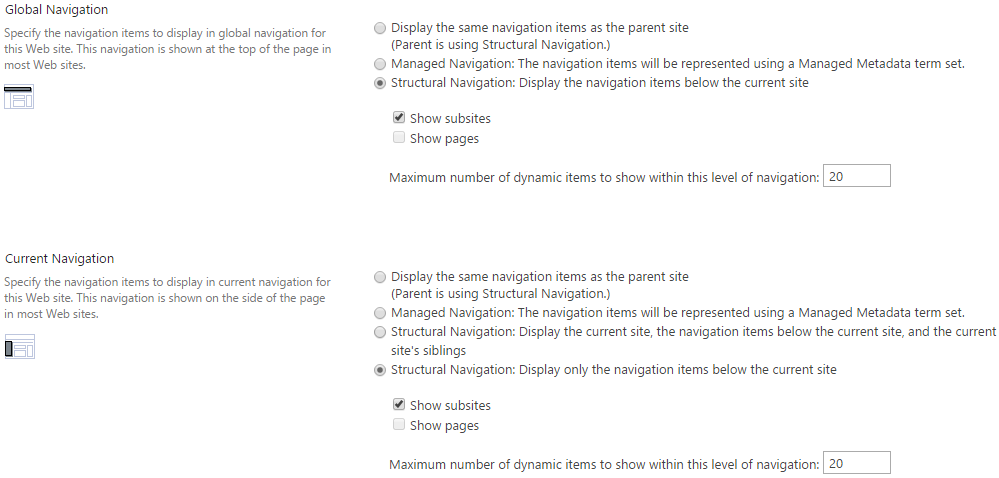 Global Navigation
Specify the navigation items to display in global navigation for
this Web site. This navigation is shown at the top of the page in
most Web sites.
Display the same navigation items as the parent site
(Parent is using Structural Navigation.)
Managed Navigation: The navigation items will be represented using a Managed Metadata term set.
Structural Navigation: Display the navigation items below the current site
Show subsites
Show pages
Maximum number of dynamic items to show within this level of navigation: 20
Current Navigation
Specify the navigation items to display in current navigation for
this Web site. This navigation is shown on the side of the page
in most Web sites.
Display the same navigation items as the parent site
(Parent is using Structural Navigation.)
Managed Navigation: The navigation items will be represented using a Managed Metadata term set.
Structural Navigation: Display the current site, the navigation items below the current site, and the current
site's siblings
Structural Navigation: Display only the navigation items below the current site
Show subsites
Show pages
Maximum number of dynamic items to show within this level of navigation: 20